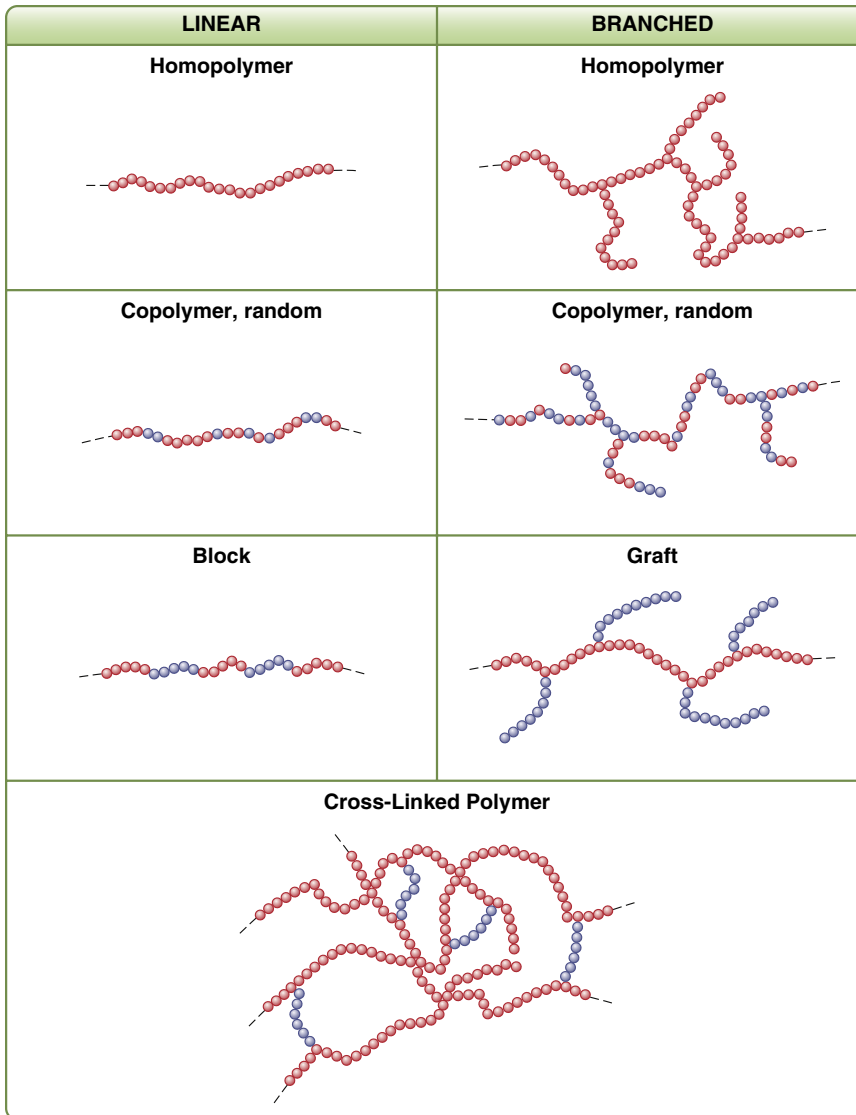 LINEAR
BRANCHED
Homopolymer
Homopolymer
Copolymer, random
Copolymer, random
Block
Graft
Cross-Linked Polymer